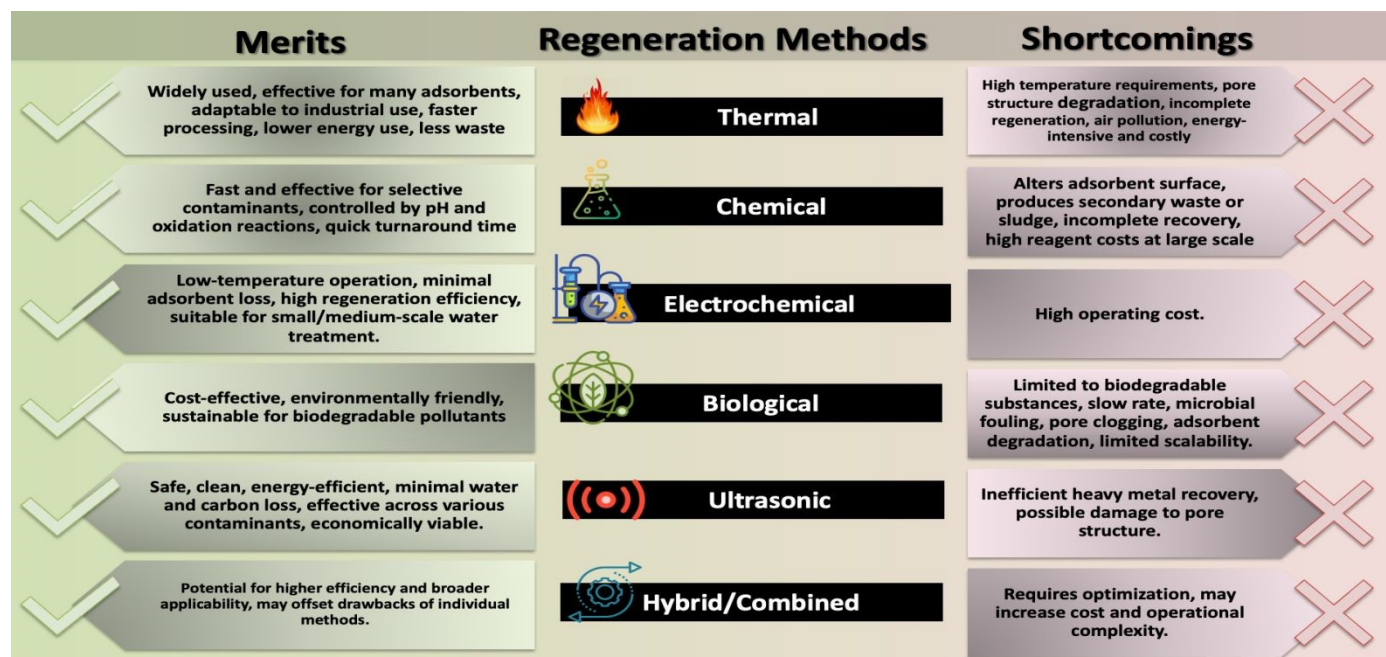 Merits
Regeneration Methods
Shortcomings
Widely used, effective for many adsorbents,
adaptable to industrial use, faster
processing, lower energy use, less waste
Thermal
High temperature requirements, pore
structure degradation, incomplete
regeneration, air pollution, energy-
intensive and costly
Fast and effective for selective
contaminants, controlled by pH and
oxidation reactions, quick turnaround time
Chemical
Alters adsorbent surface,
produces secondary waste or
sludge, incomplete recovery,
high reagent costs at large scale
Low-temperature operation, minimal
adsorbent loss, high regeneration efficiency,
suitable for small/medium-scale water
treatment.
Electrochemical
High operating cost.
Cost-effective, environmentally friendly,
sustainable for biodegradable pollutants
Biological
Limited to biodegradable
substances, slow rate, microbial
fouling, pore clogging, adsorbent
degradation, limited scalability.
Safe, clean, energy-efficient, minimal water
and carbon loss, effective across various
contaminants, economically viable.
Ultrasonic
Inefficient heavy metal recovery,
possible damage to pore
structure.
Potential for higher efficiency and broader
applicability, may offset drawbacks of individual
methods.
Hybrid/Combined
Requires optimization, may
increase cost and operational
complexity.